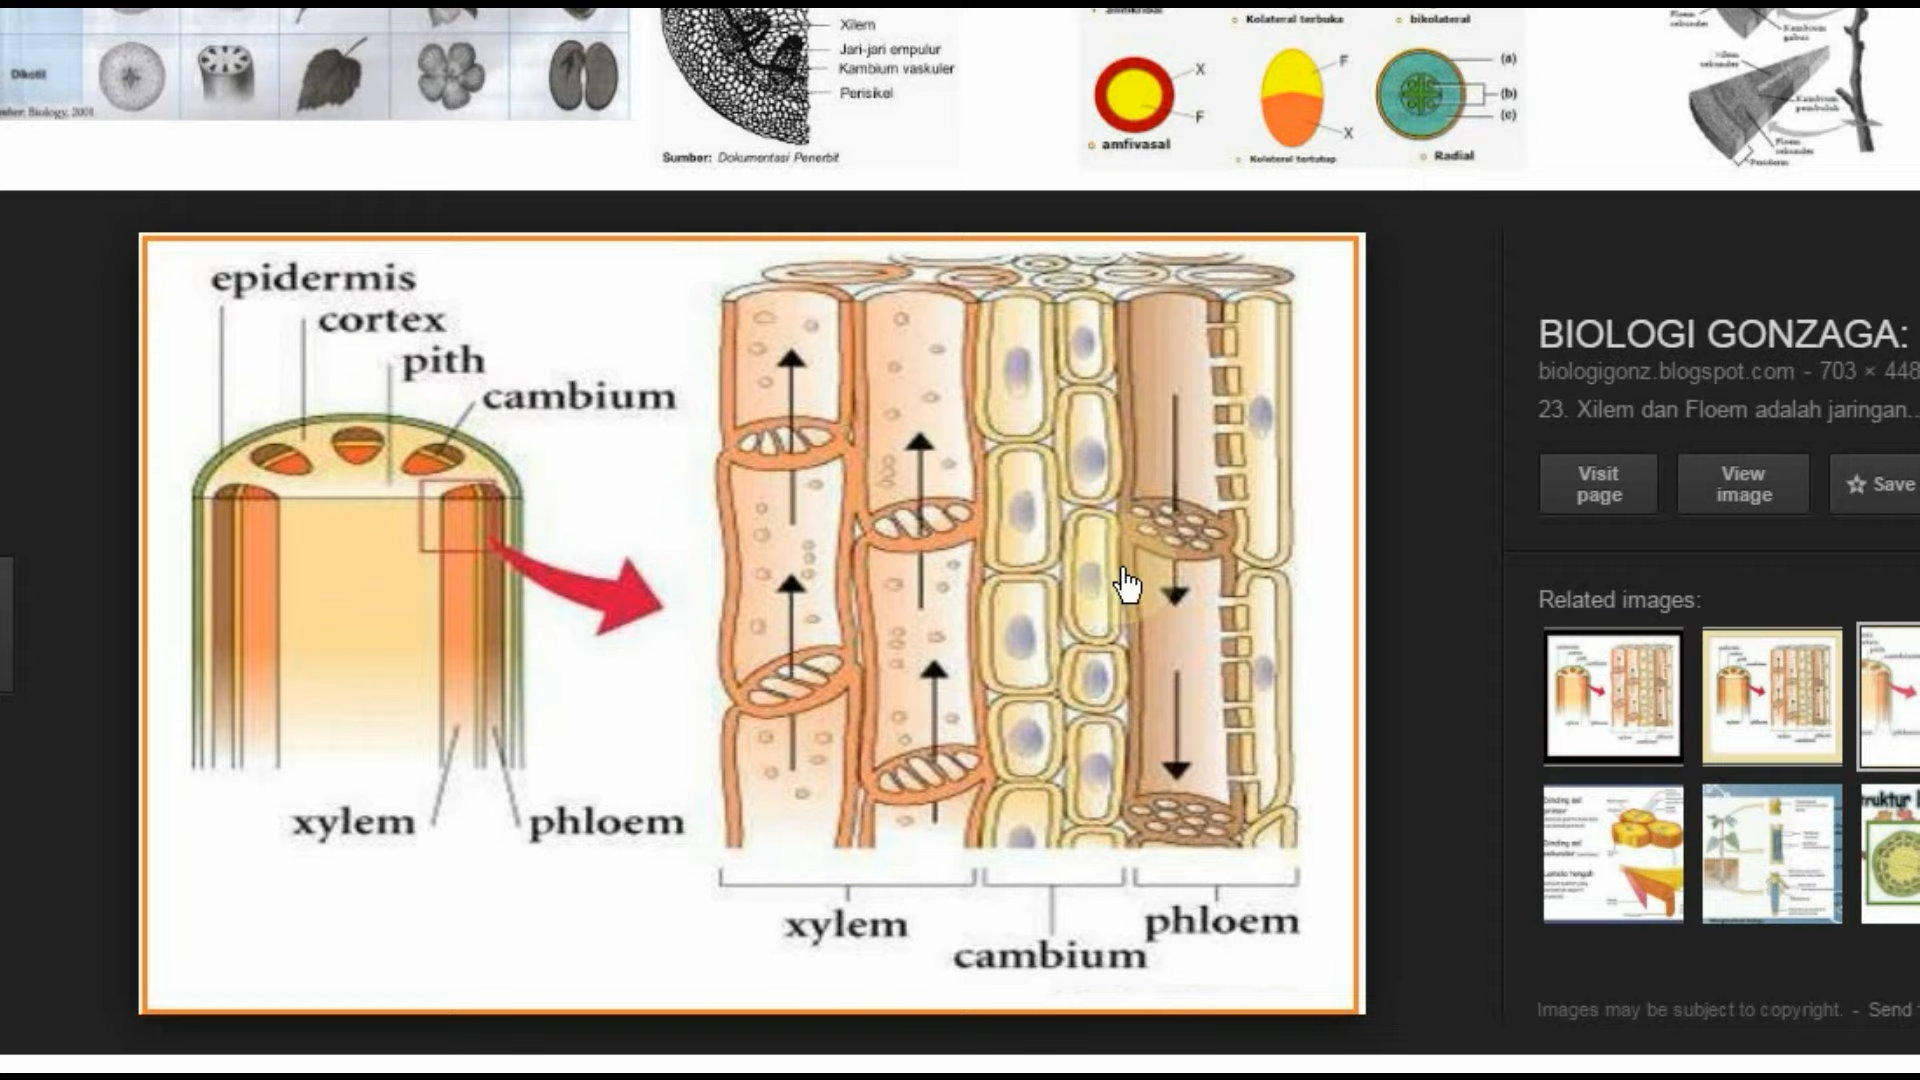 Xilem
Jari-jari empulur
Kambium vaskuler
Perisikel
Sumber: Dokumentasi Penerbit
Dikotil
Biology, 2001
Kolateral terbuka
bikolateral
X
F
amfivasal
F
X
Kolateral tertutup
(a)
(b)
(c)
Radial
epidermis
cortex
pith
cambium
xylem
phloem
xylem
cambium
phloem
BIOLOGI GONZAGA:
biologigonz.blogspot.com - 703 × 448
23. Xilem dan Floem adalah jaringan...
Visit
page
View
image
Save
Related images:
Images may be subject to copyright. - Send